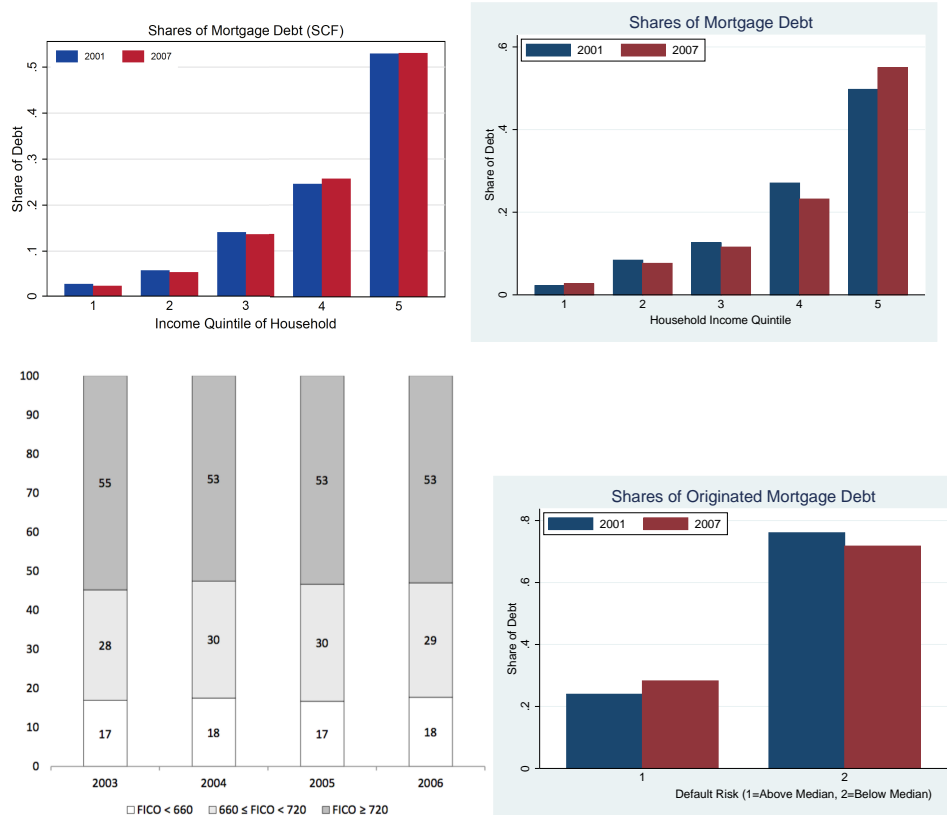 Shares of Mortgage Debt (SCF)
2001 2007
Share of Debt
.5
.4
.3
.2
.1
0
1 2 3 4 5
Income Quintile of Household
Shares of Mortgage Debt
2001 2007
Share of Debt
.6
.4
.2
0
1 2 3 4 5
Household Income Quintile
100
90
80
70
60
50
40
30
20
10
0
55 53 53 53
28 30 30 29
17 18 17 18
2003 2004 2005 2006
FICO < 660 660 ≤ FICO < 720 FICO ≥ 720
Shares of Originated Mortgage Debt
2001 2007
Share of Debt
.8
.6
.4
.2
0
1 2
Default Risk (1=Above Median, 2=Below Median)